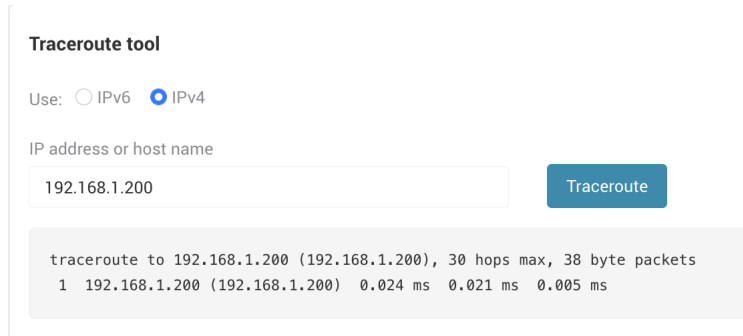 Traceroute tool
Use: IPv6 IPv4
IP address or host name
192.168.1.200 Traceroute
traceroute to 192.168.1.200 (192.168.1.200), 30 hops max, 38 byte packets
1 192.168.1.200 (192.168.1.200) 0.024 ms 0.021 ms 0.005 ms